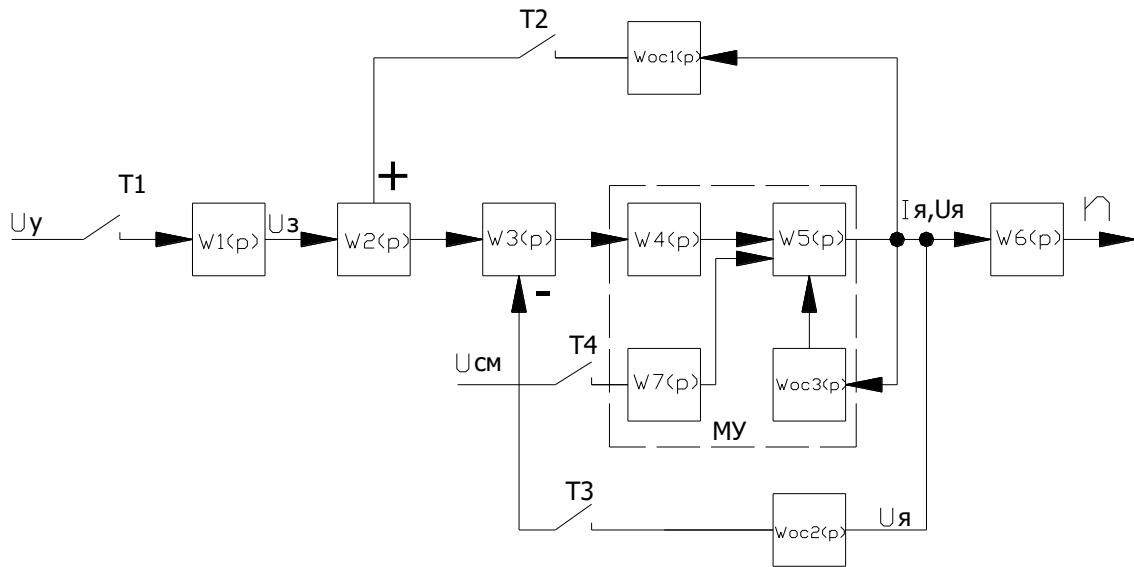 T2
Wос1(p)
+
T1
Uу
W1(p)
Uз
W2(p)
W3(p)
W4(p)
W5(p)
Iя,Uя
W6(p)
n
-
Uсм
T4
W7(p)
Wос3(p)
МУ
T3
Wос2(p)
Uя